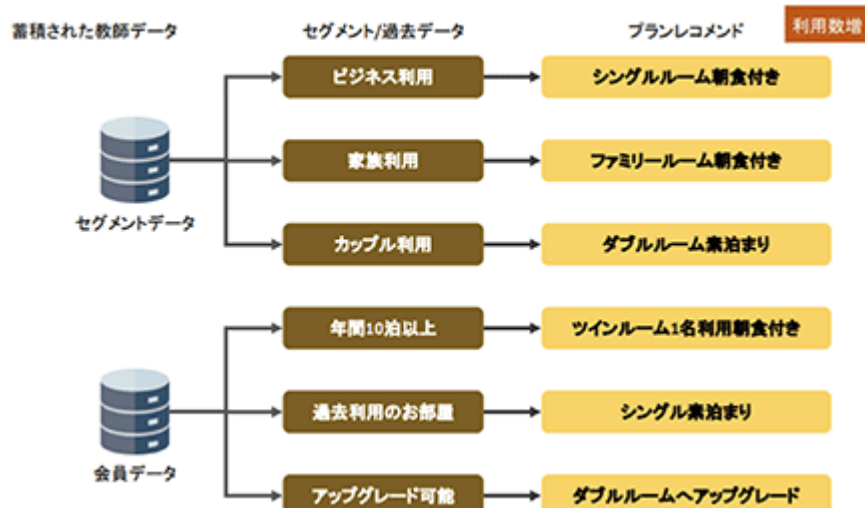 蓄積された教師データ
セグメント/過去データ
プランレコメンド
利用数増
ビジネス利用
シングルルーム朝食付き
家族利用
ファミリールーム朝食付き
セグメントデータ
カップル利用
ダブルルーム素泊まり
年間10泊以上
ツインルーム1名利用朝食付き
過去利用のお部屋
シングル素泊まり
会員データ
アップグレード可能
ダブルルームへアップグレード